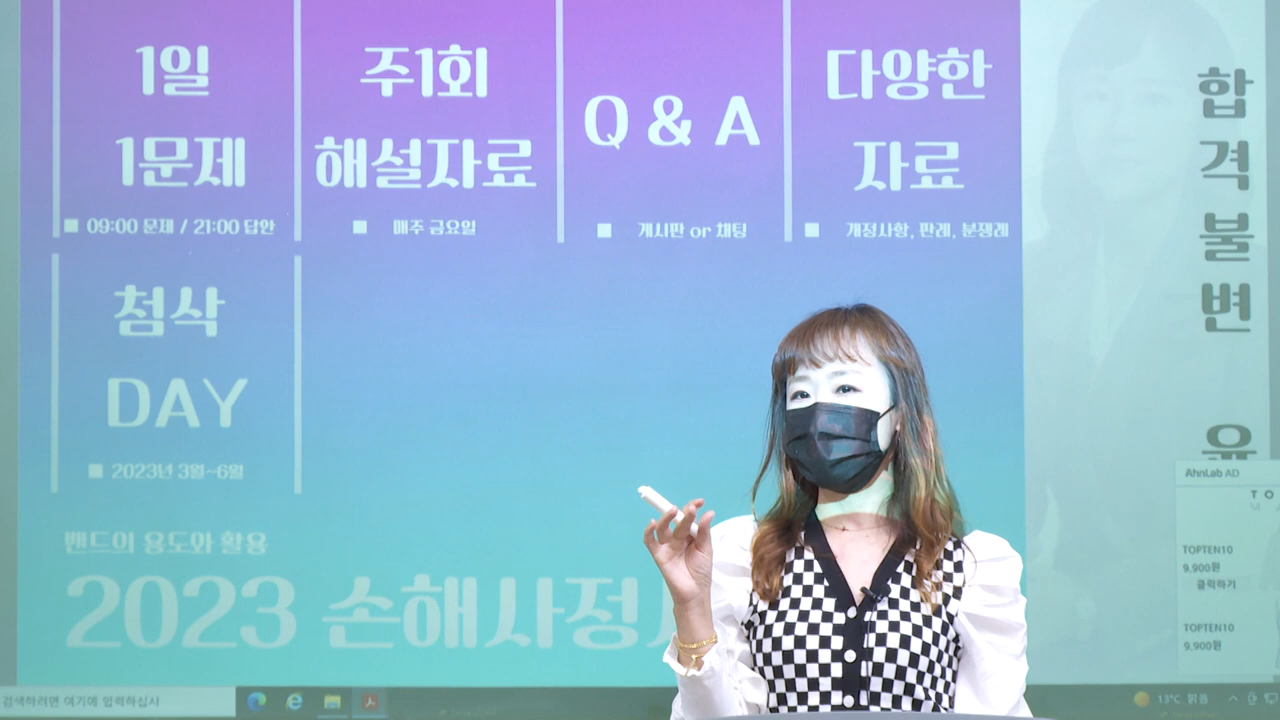 1일
1문제
■ 09:00 문제 / 21:00 답안
주1회
해설자료
■ 매주 금요일
Q & A
■ 게시판 or 채팅
다양한
자료
■ 개정사항, 판례, 분쟁례
첨삭
DAY
■ 2023년 3월~6월
밴드의 용도와 활용
2023 손해사정
합
격
불
변
윤
AhnLab AD
T O
M
TOPTEN10
9,900원
클릭하기
TOPTEN10
9,900원
검색하려면 여기에 입력하십시
13°C 맑음